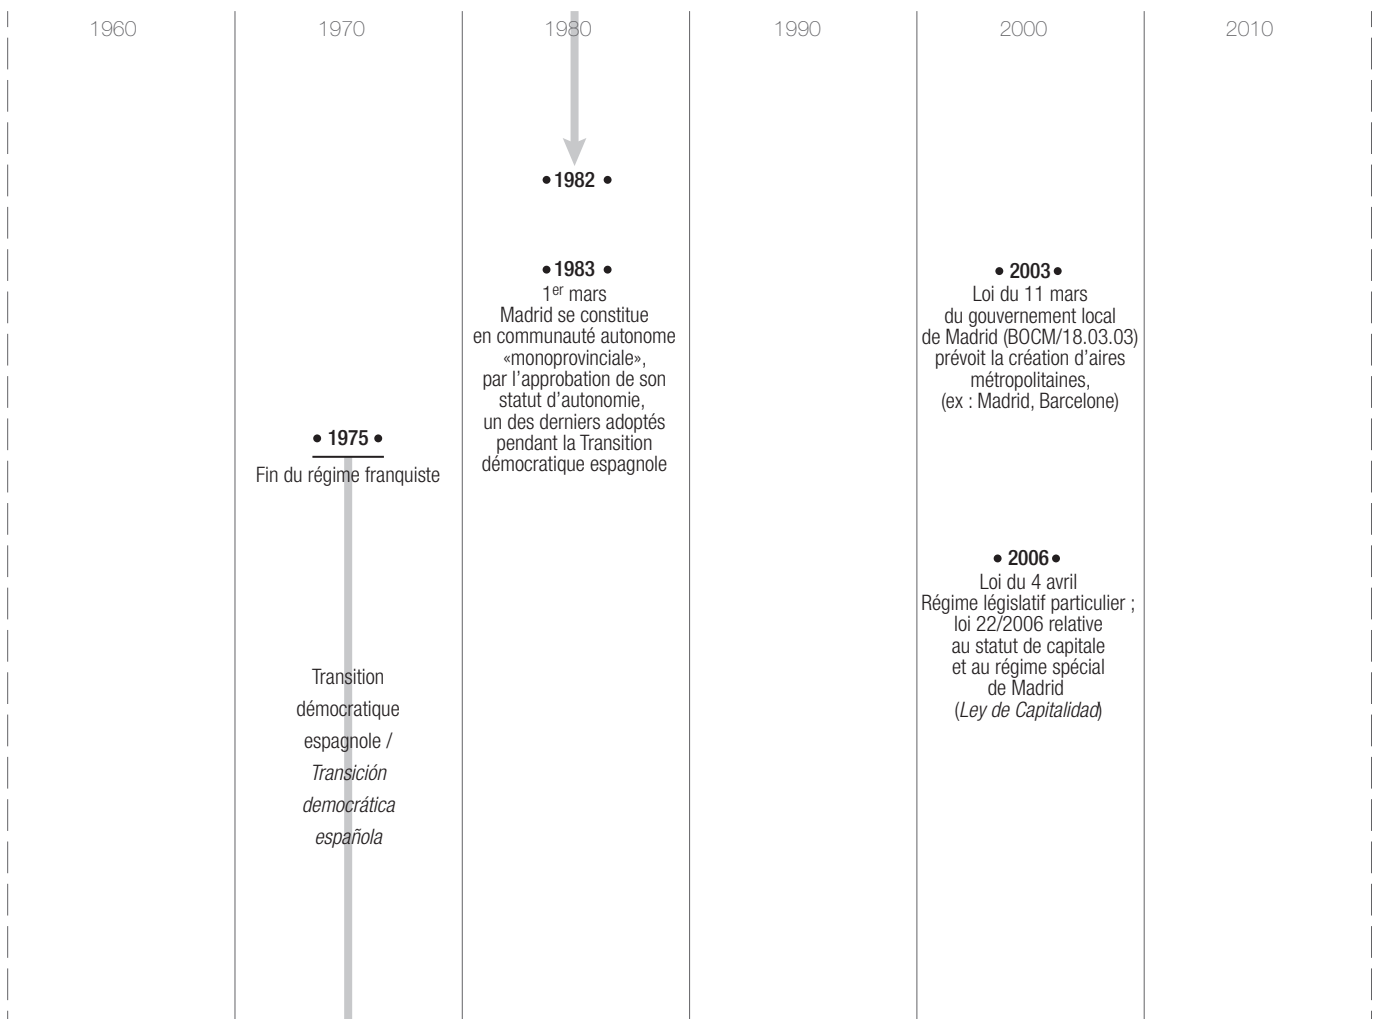 1960
1970
1980
1990
2000
2010
• 1975 •
Fin du régime franquiste
Transition
démocratique
espagnole /
Transición
democrática
española
• 1982 •
• 1983 •
1er mars
Madrid se constitue
en communauté autonome
«monoprovinciale»,
par l’approbation de son
statut d’autonomie,
un des derniers adoptés
pendant la Transition
démocratique espagnole
• 2003 •
Loi du 11 mars
du gouvernement local
de Madrid (BOCM/18.03.03)
prévoit la création d’aires
métropolitaines,
(ex : Madrid, Barcelone)
• 2006 •
Loi du 4 avril
Régime législatif particulier ;
loi 22/2006 relative
au statut de capitale
et au régime spécial
de Madrid
(Ley de Capitalidad)